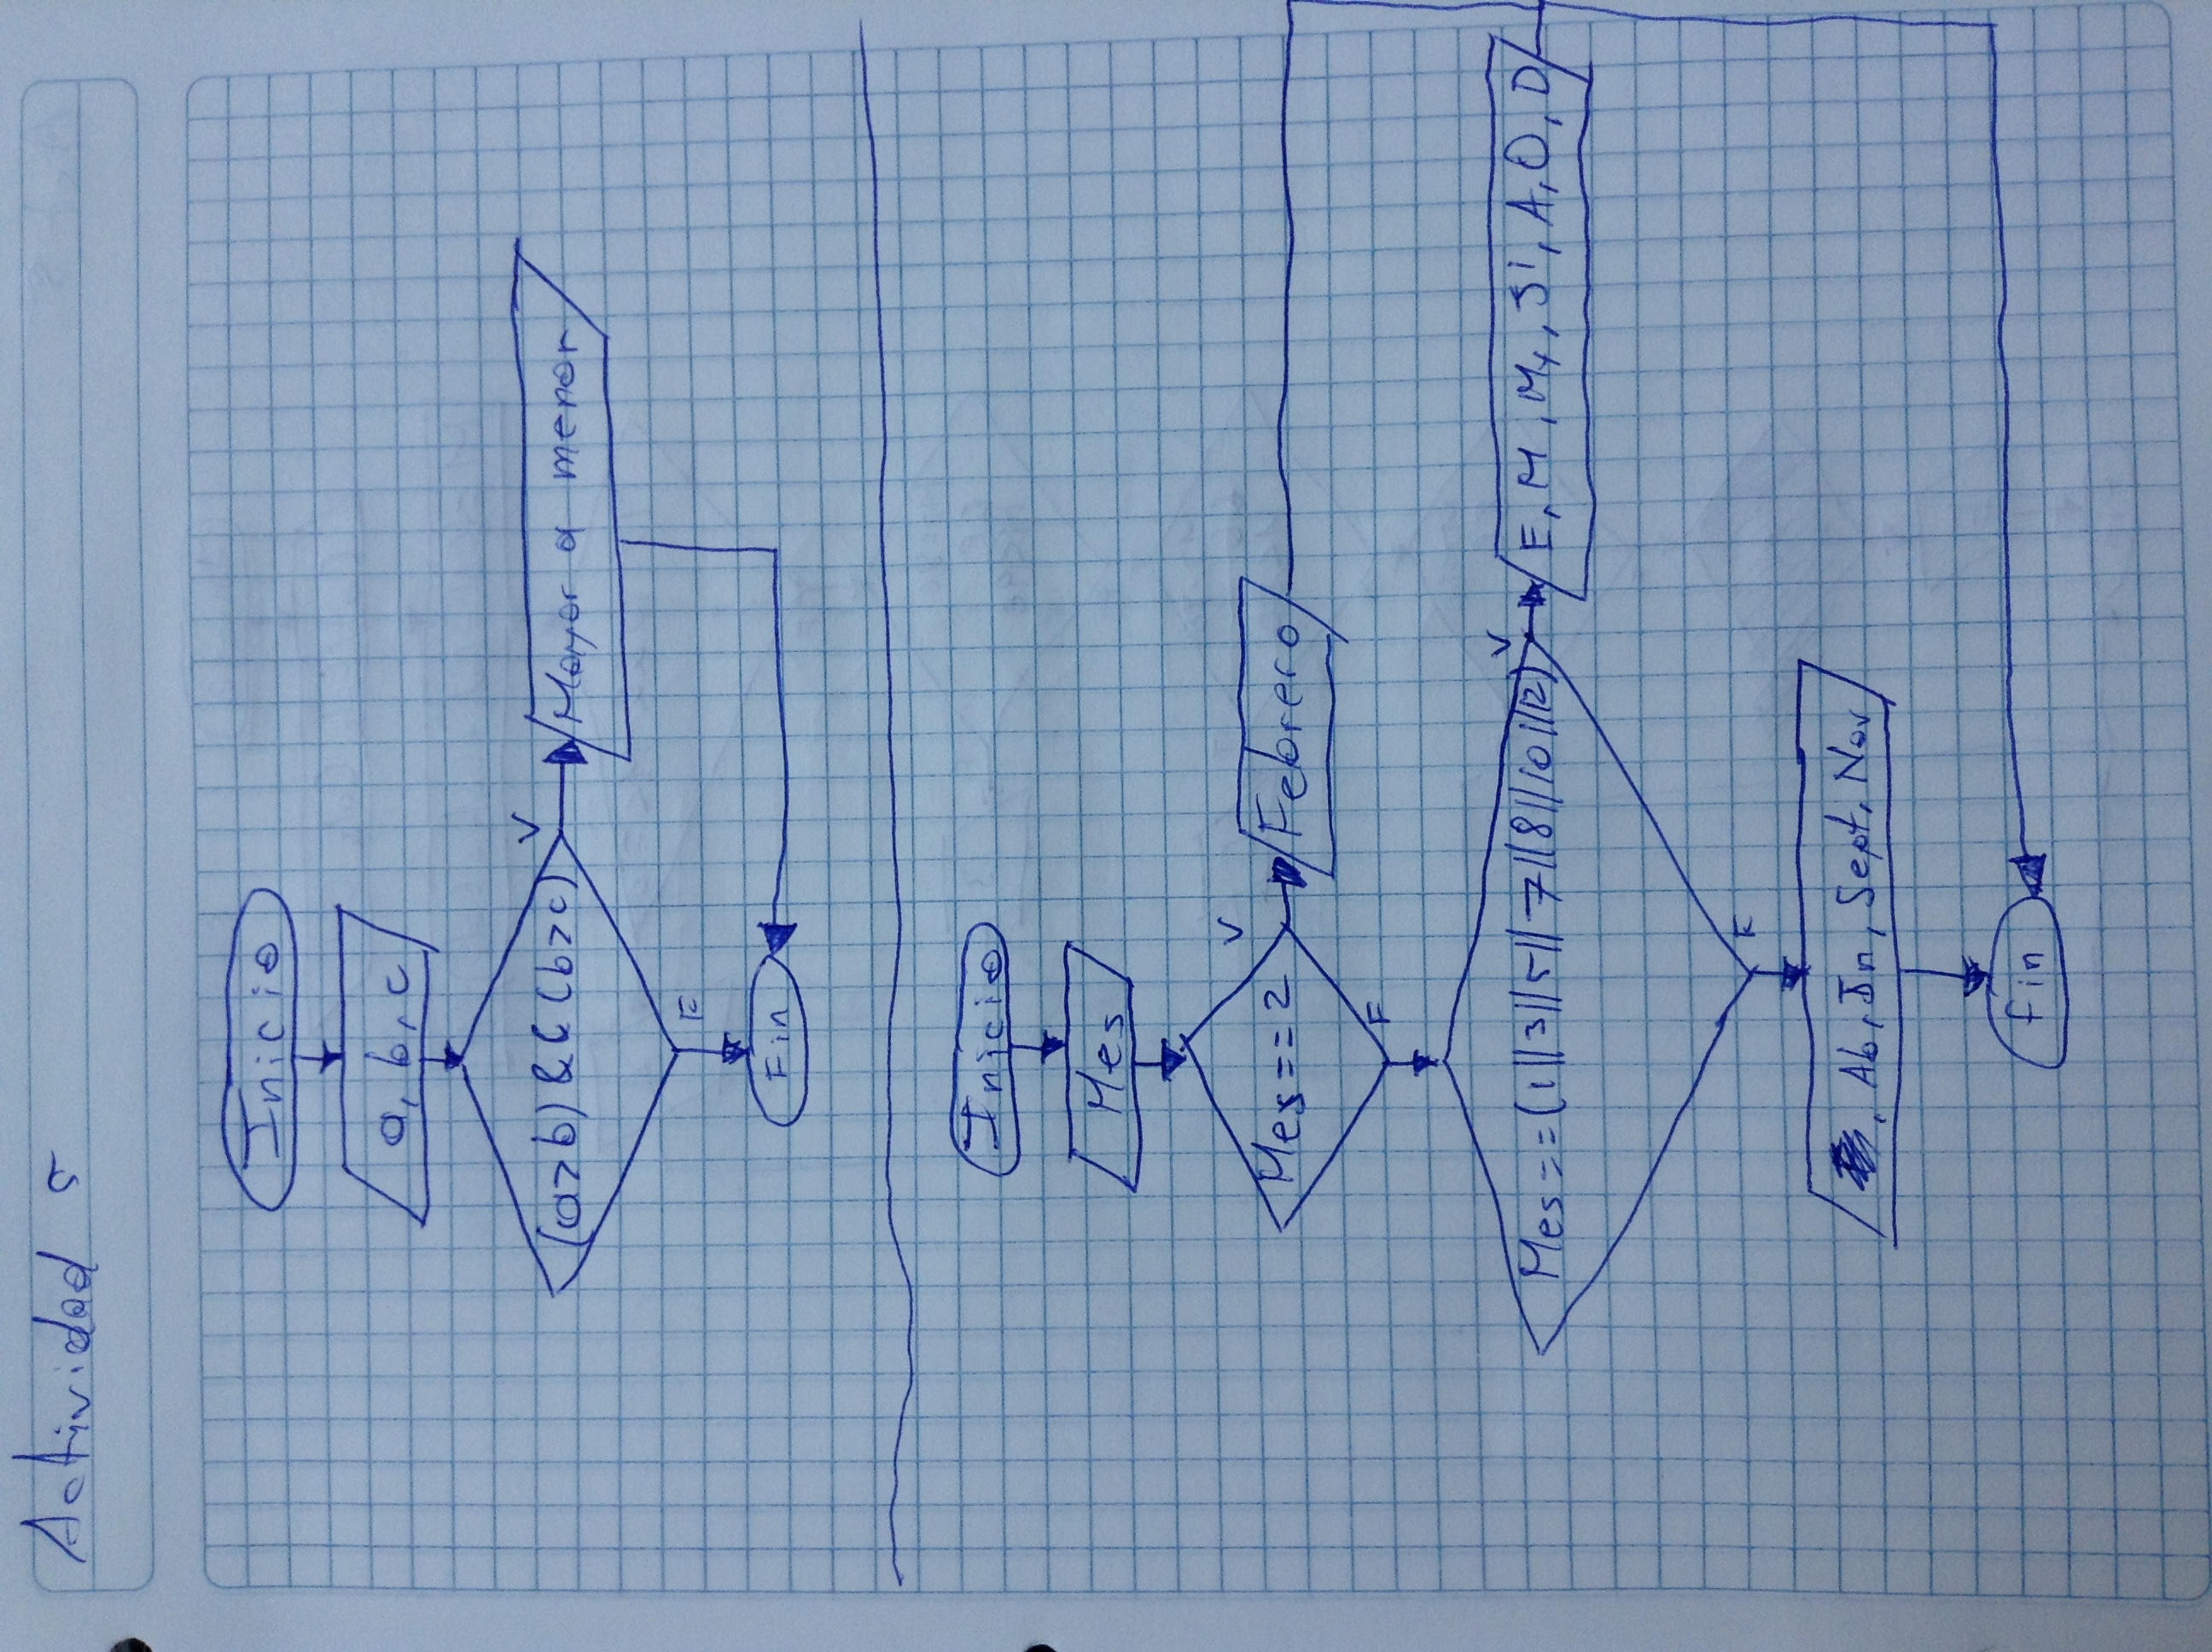 Actividad 5
Inicio
a, b, c
(a>b) && (b>c)
V
Mayor a menor
F
Fin
Inicio
Mes
Mes==2
V
Febrero
F
Mes==(1||3||5||7||8||10||12)
V
E, M, My, Jl, A, O, D
F
, Ab, Jn, Sept, Nov
Fin